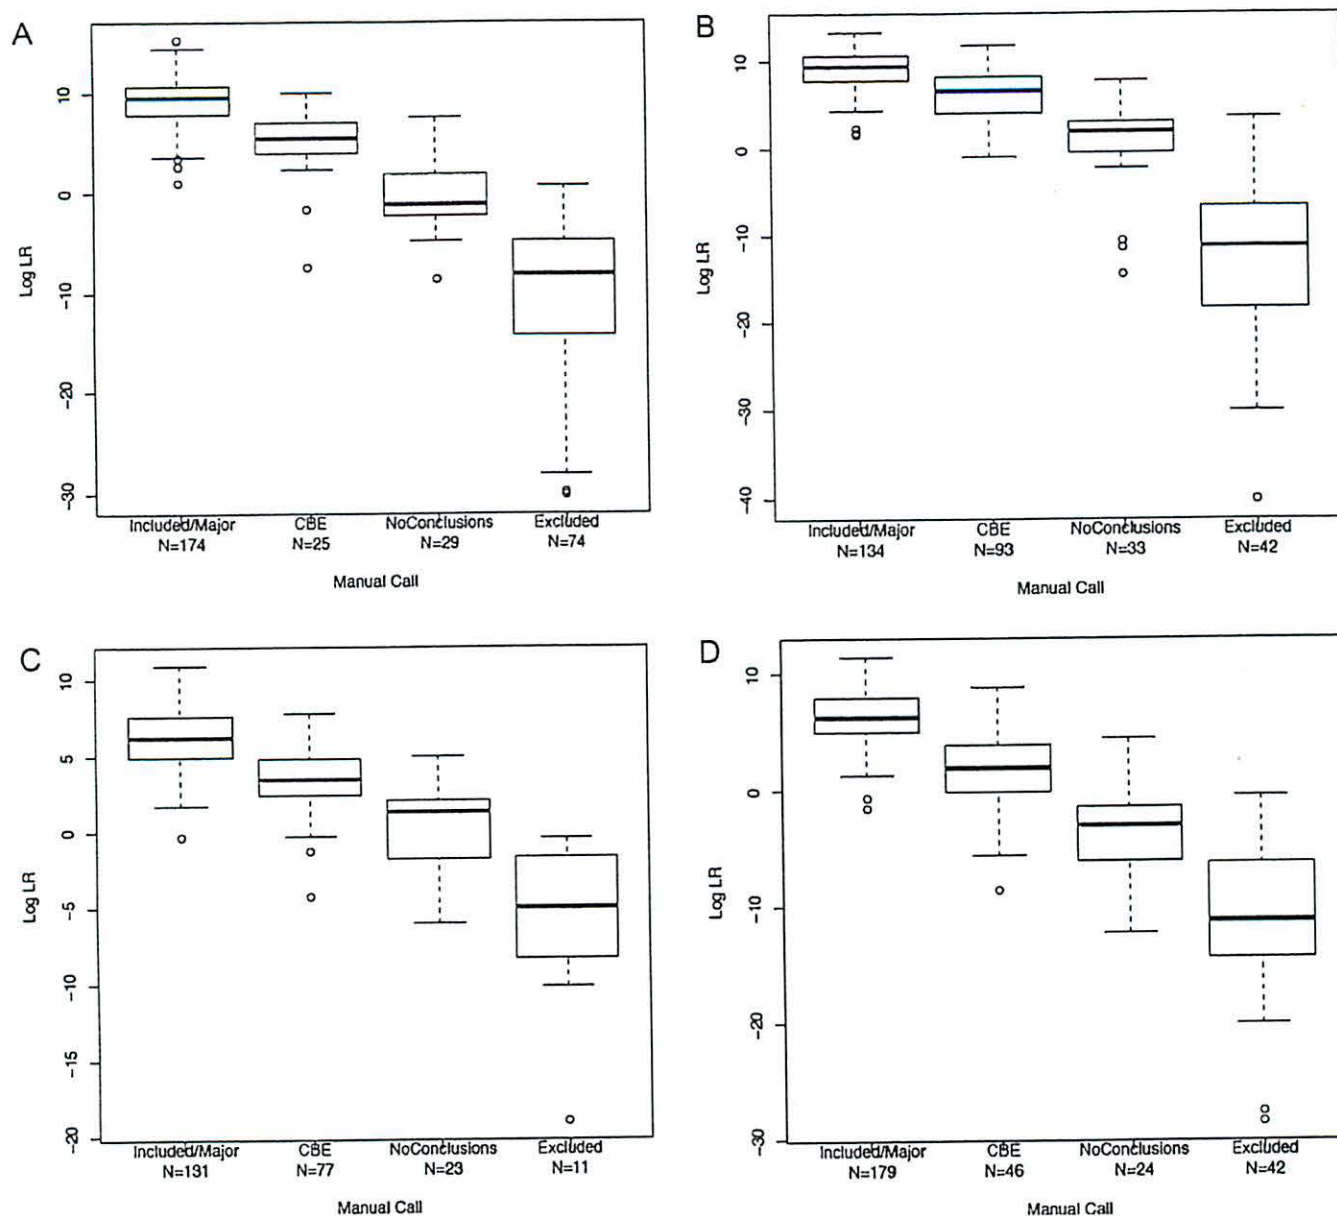 A
Log LR
10
0
−10
−20
−30
Included/Major CBE NoConclusions Excluded
N=174 N=25 N=29 N=74
Manual Call
B
Log LR
10
0
−10
−20
−30
−40
Included/Major CBE NoConclusions Excluded
N=134 N=93 N=33 N=42
Manual Call
C
Log LR
10
5
0
−5
−10
−15
−20
Included/Major CBE NoConclusions Excluded
N=131 N=77 N=23 N=11
Manual Call
D
Log LR
10
0
−10
−20
−30
Included/Major CBE NoConclusions Excluded
N=179 N=46 N=24 N=42
Manual Call